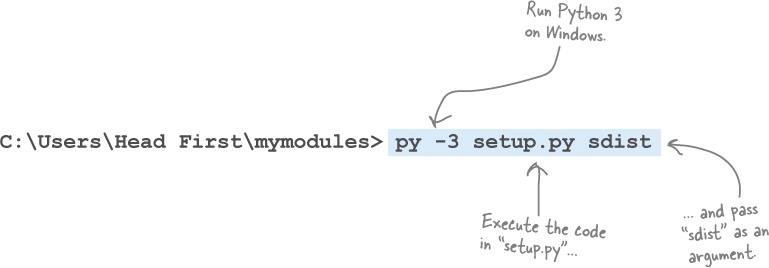 Run Python 3
on Windows.
C:\Users\Head First\mymodules> py -3 setup.py sdist
Execute the code
in "setup.py"...
... and pass
"sdist" as an
argument.